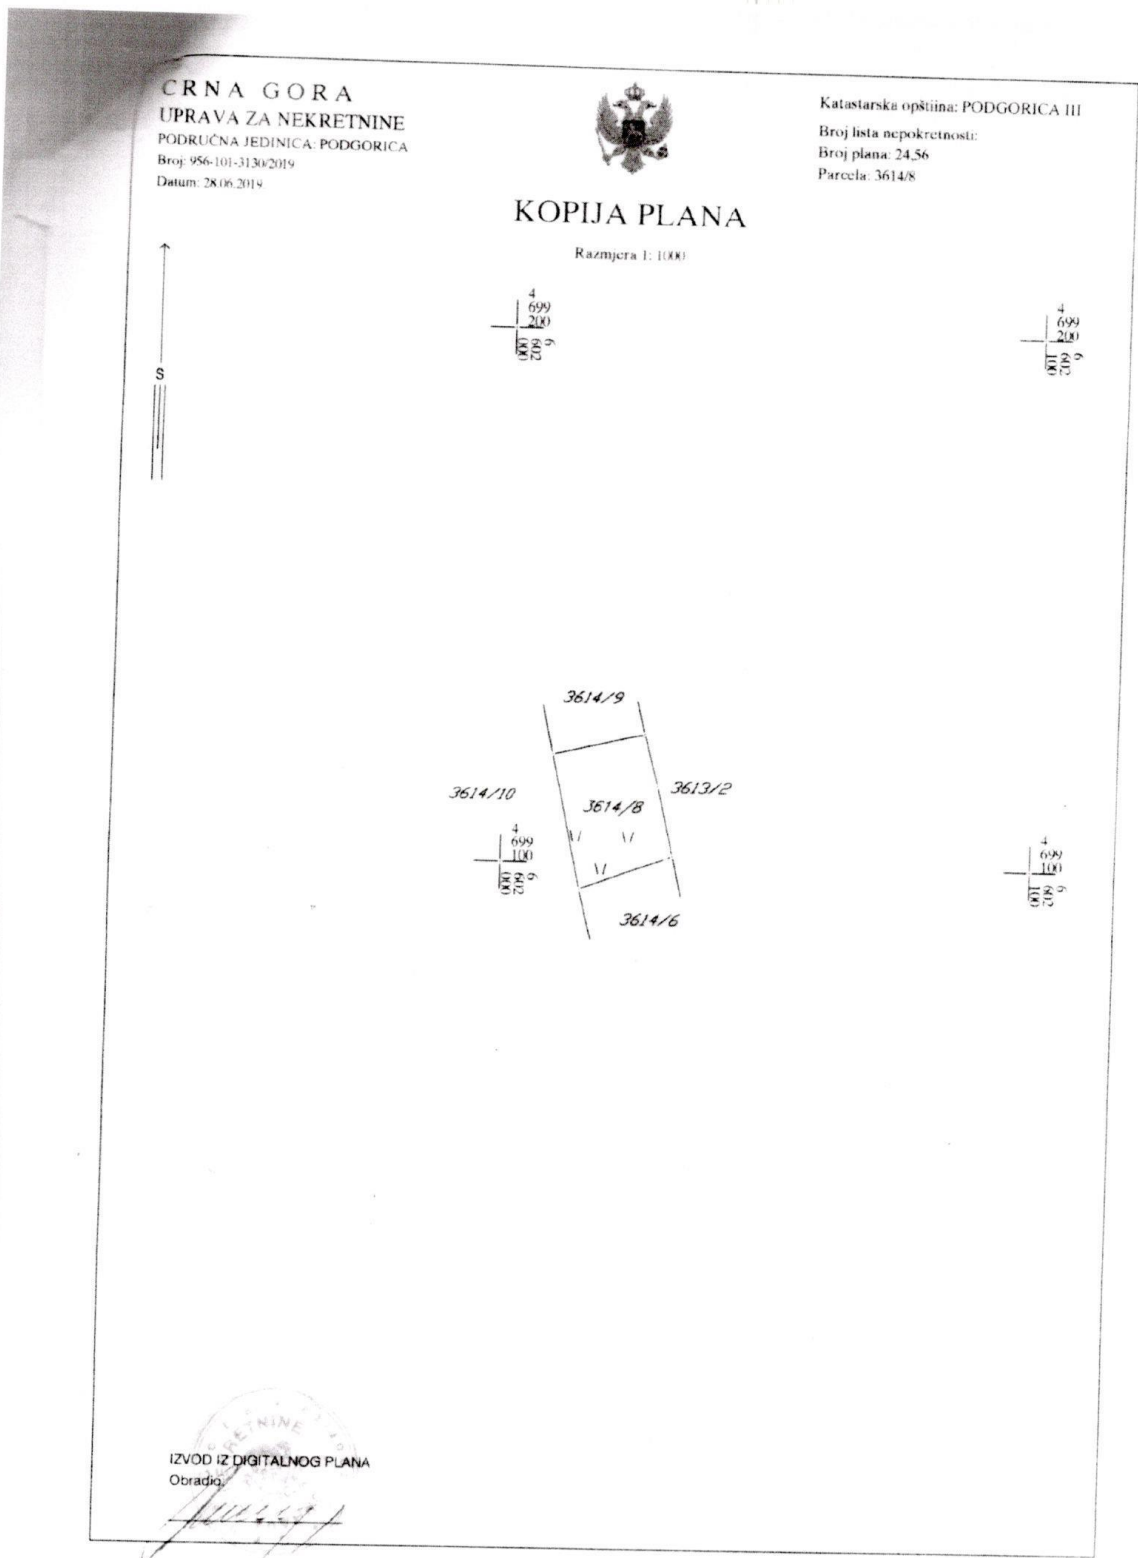 CRNA GORA
UPRAVA ZA NEKRETNINE
PODRUČNA JEDINICA: PODGORICA
Broj: 956-101-3130/2019
Datum: 28.06.2019
Katastarska opštiina: PODGORICA III
Broj lista nepokretnosti:
Broj plana: 24,56
Parcela: 3614/8
KOPIJA PLANA
Razmjera 1: 1000
4
699
200
6
602
000
4
699
200
6
602
100
S
3614/9
3614/10
3614/8
3613/2
4
699
100
6
602
000
4
699
100
6
602
100
3614/6
RETNINE
IZVOD IZ DIGITALNOG PLANA
Obradio,